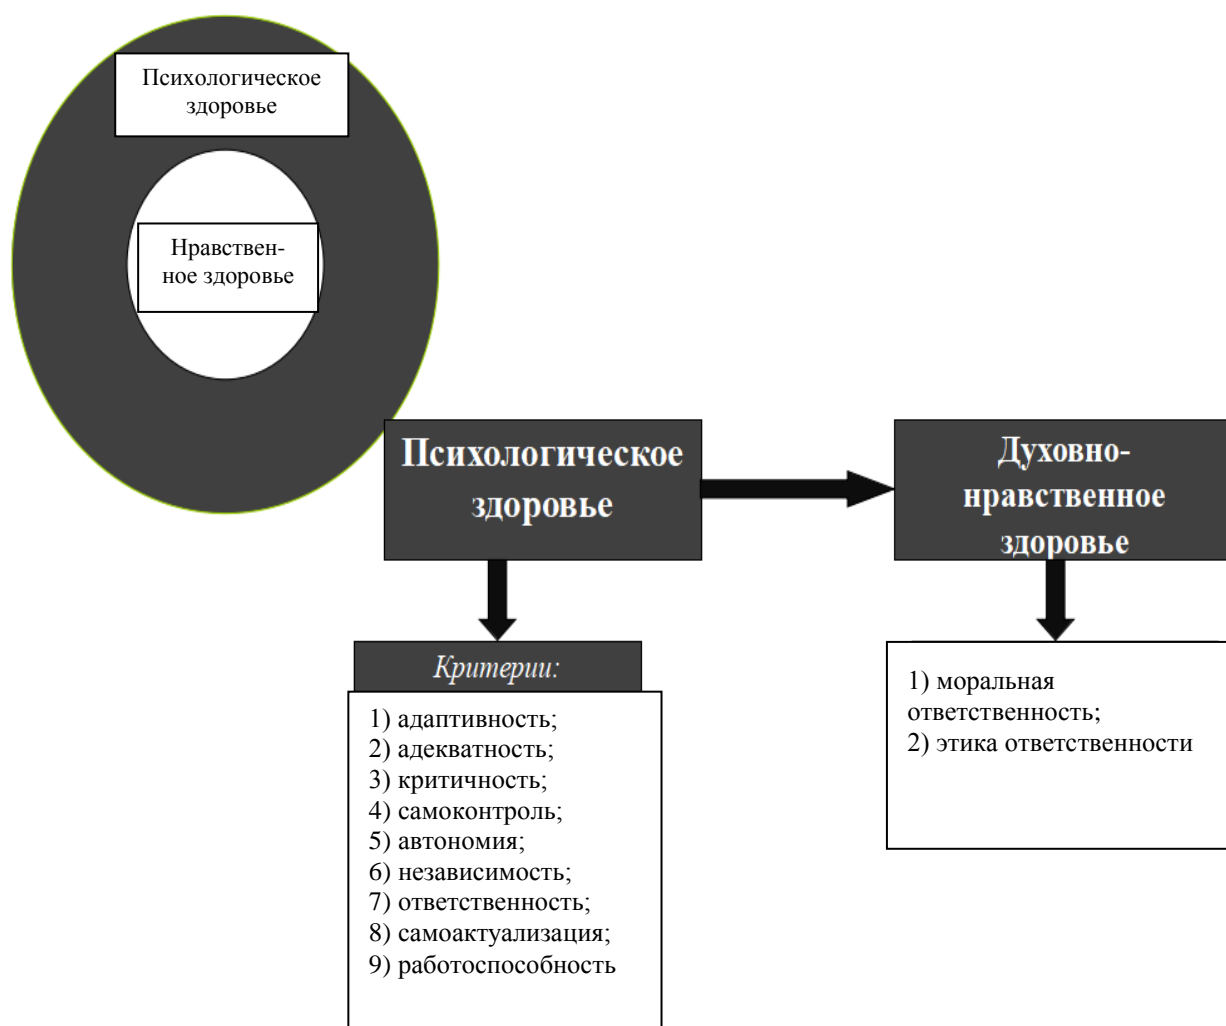 Психологическое
здоровье
Нравствен-
ное здоровье
Психологическое
здоровье
Духовно-
нравственное
здоровье
Критерии:
1) адаптивность;
2) адекватность;
3) критичность;
4) самоконтроль;
5) автономия;
6) независимость;
7) ответственность;
8) самоактуализация;
9) работоспособность
1) моральная
ответственность;
2) этика ответственности